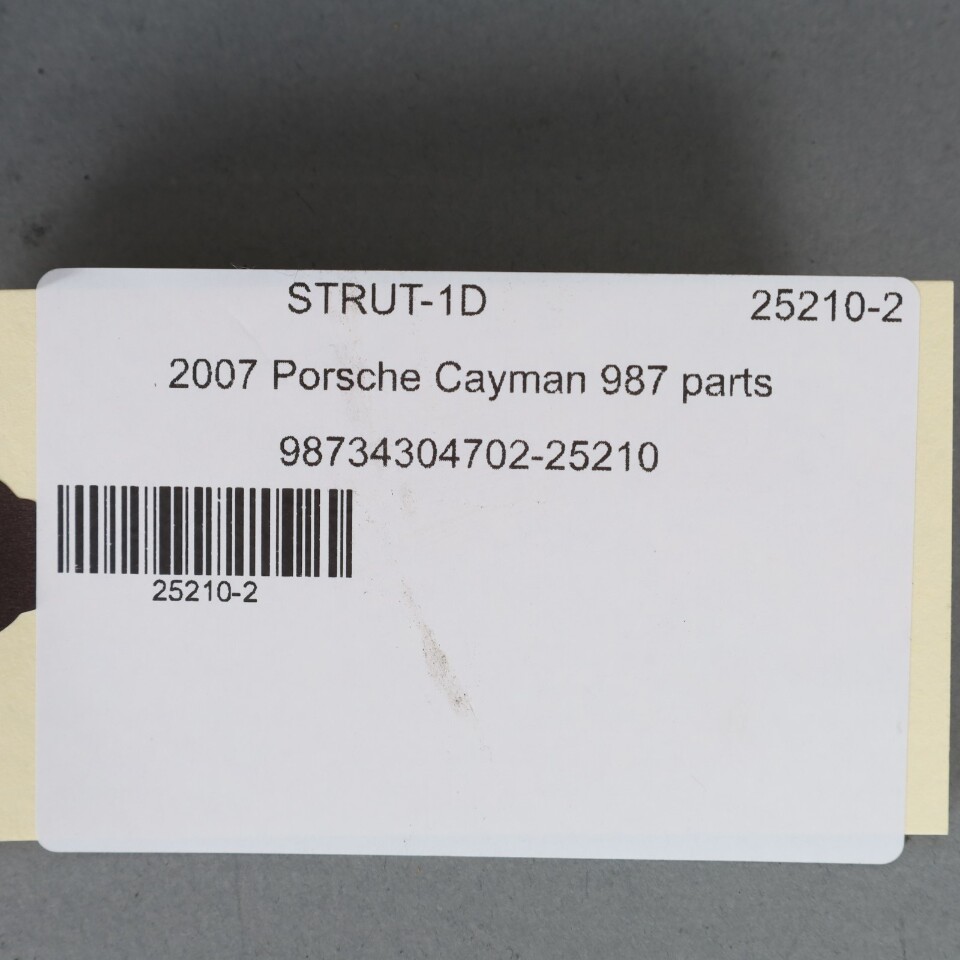 STRUT-1D 25210-2
2007 Porsche Cayman 987 parts
98734304702-25210
25210-2